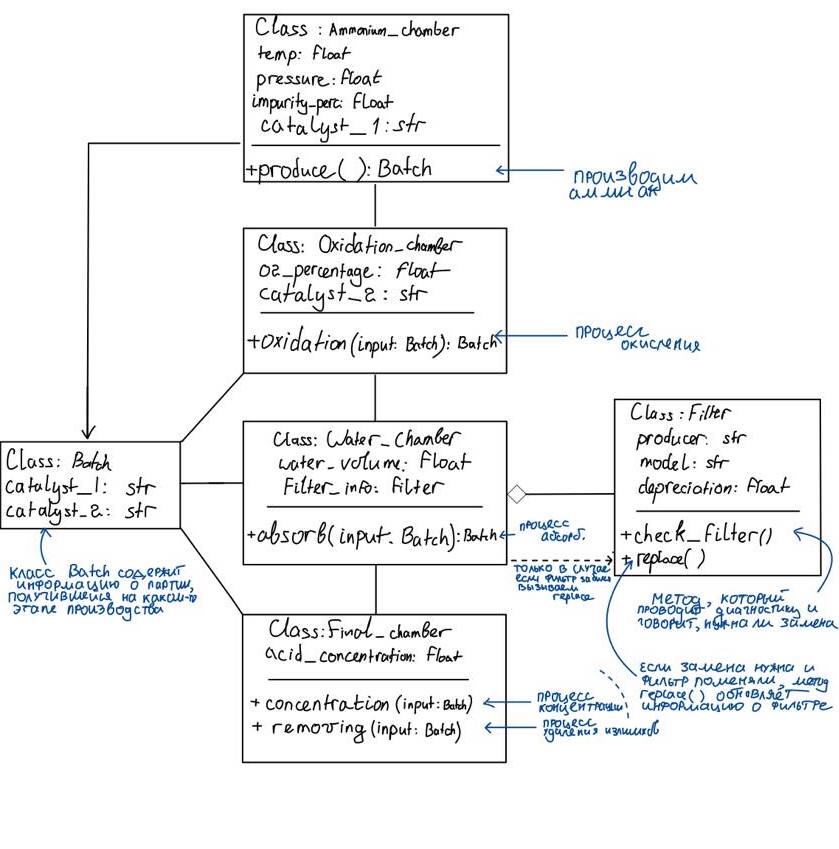 Class : Ammonium_chamber
temp: float
pressure: float
impurity-perc: Float
catalyst_1: str
+produce( ): Batch
производим
аммиак
Class: Oxidation_chamber
O2_percentage: float
catalyst_2: str
+oxidation(input: Batch): Batch
процесс
окисления
Class: Batch
catalyst_1: str
catalyst_2: str
Класс Batch содержит
информацию о партии,
получившейся на каком-то
этапе производства
Class: Water_Chamber
water_volume: Float
Filter_info: Filter
+absorb(input: Batch): Batch
процесс
абсорб.
только в случае
если фильтр
вызываем
replace
Class: Filter
producer: str
model: str
depreciation: float
+check_filter()
+replace( )
метод, который
проводит диагностику и
говорит, нужна ли замена
если замена нужна и
фильтр поменяли, метод
replace() обновляет
информацию о фильтре
Class: Final_chamber
acid_concentration: Float
+ concentration (input: Batch)
+ removing (input: Batch)
процесс
концентрации
процесс
удаления излишков